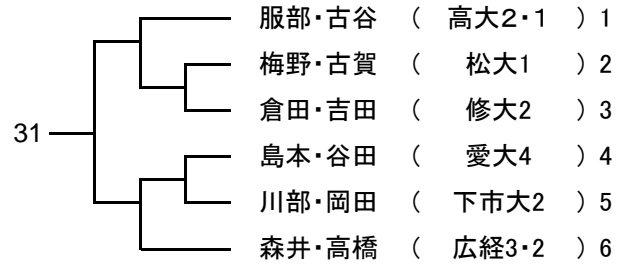 服部・古谷 （ 高大２・１ ） 1
梅野・古賀 （ 松大1 ） 2
倉田・吉田 （ 修大2 ） 3
31
島本・谷田 （ 愛大4 ） 4
川部・岡田 （ 下市大2 ） 5
森井・高橋 （ 広経3・2 ） 6